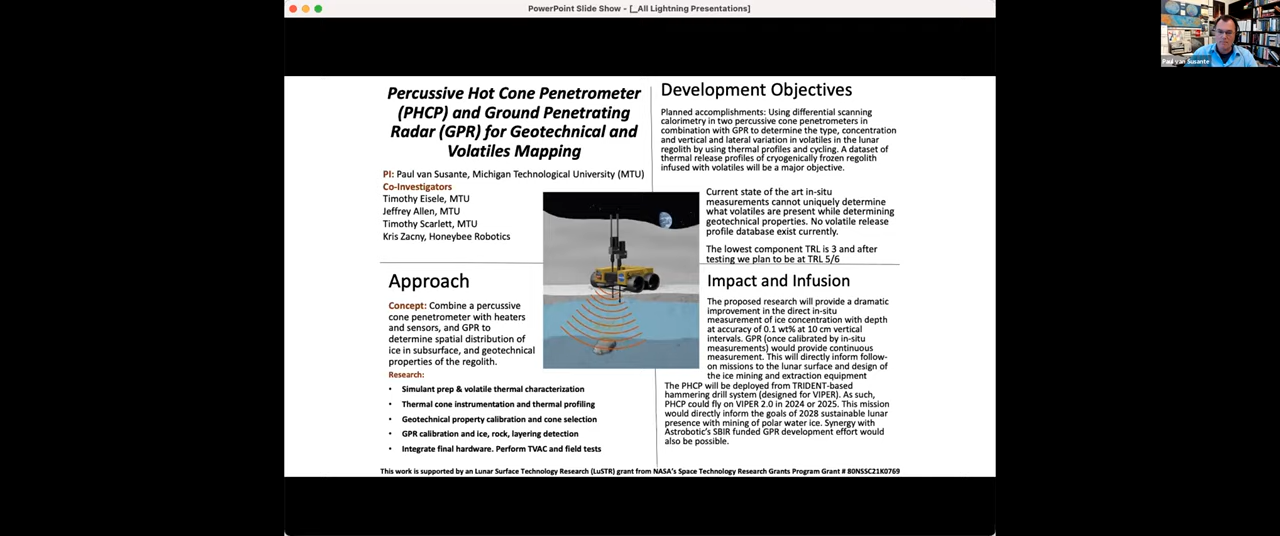 PowerPoint Slide Show - [_All Lightning Presentations]
Paul van Susante
Percussive Hot Cone Penetrometer
(PHCP) and Ground Penetrating
Radar (GPR) for Geotechnical and
Volatiles Mapping
PI: Paul van Susante, Michigan Technological University (MTU)
Co-Investigators
Timothy Eisele, MTU
Jeffrey Allen, MTU
Timothy Scarlett, MTU
Kris Zacny, Honeybee Robotics
Development Objectives
Planned accomplishments: Using differential scanning
calorimetry in two percussive cone penetrometers in
combination with GPR to determine the type, concentration
and vertical and lateral variation in volatiles in the lunar
regolith by using thermal profiles and cycling. A dataset of
thermal release profiles of cryogenically frozen regolith
infused with volatiles will be a major objective.
Current state of the art in-situ
measurements cannot uniquely determine
what volatiles are present while determining
geotechnical properties. No volatile release
profile database exist currently.
The lowest component TRL is 3 and after
testing we plan to be at TRL 5/6
Approach
Concept: Combine a percussive
cone penetrometer with heaters
and sensors, and GPR to
determine spatial distribution of
ice in subsurface, and geotechnical
properties of the regolith.
Research:
• Simulant prep & volatile thermal characterization
• Thermal cone instrumentation and thermal profiling
• Geotechnical property calibration and cone selection
• GPR calibration and ice, rock, layering detection
• Integrate final hardware. Perform TVAC and field tests
Impact and Infusion
The proposed research will provide a dramatic
improvement in the direct in-situ
measurement of ice concentration with depth
at accuracy of 0.1 wt% at 10 cm vertical
intervals. GPR (once calibrated by in-situ
measurements) would provide continuous
measurement. This will directly inform follow-
on missions to the lunar surface and design of
the ice mining and extraction equipment
The PHCP will be deployed from TRIDENT-based
hammering drill system (designed for VIPER). As such,
PHCP could fly on VIPER 2.0 in 2024 or 2025. This mission
would directly inform the goals of 2028 sustainable lunar
presence with mining of polar water ice. Synergy with
Astrobotic's SBIR funded GPR development effort would
also be possible.
This work is supported by an Lunar Surface Technology Research (LuSTR) grant from NASA's Space Technology Research Grants Program Grant # 80NSSC21K0769